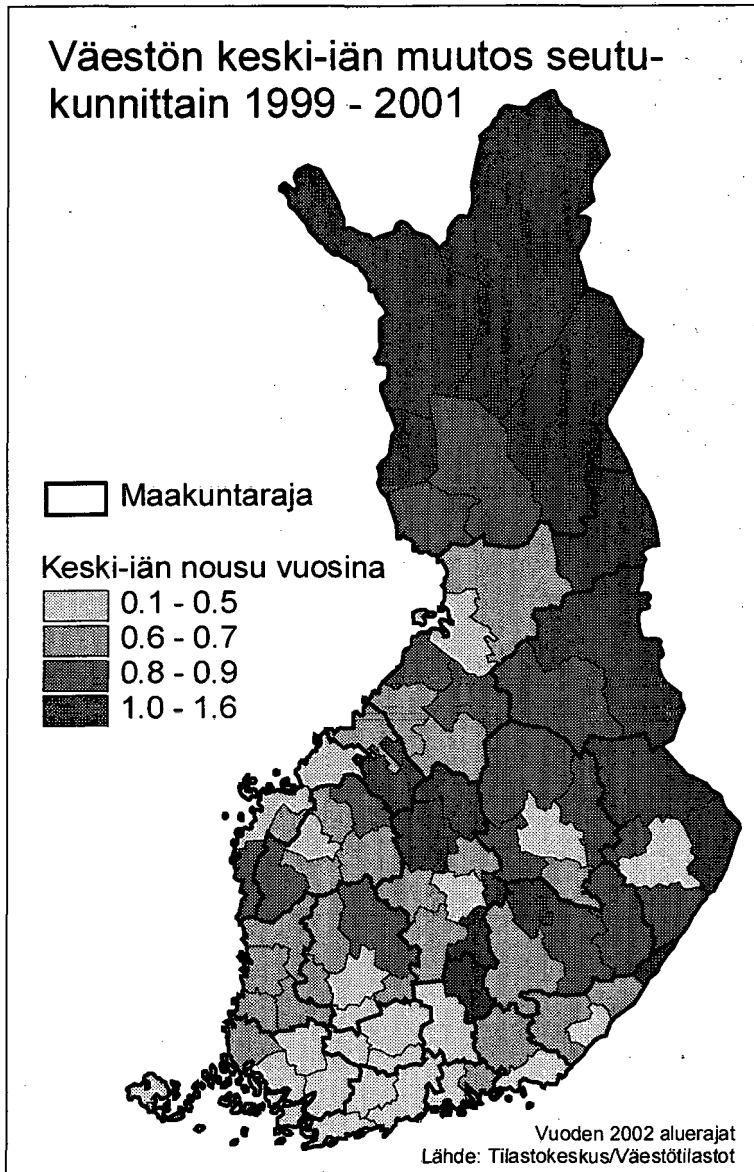 Väestön keski-iän muutos seutu-
kunnittain 1999 - 2001
Maakuntaraja
Keski-iän nousu vuosina
0.1 - 0.5
0.6 - 0.7
0.8 - 0.9
1.0 - 1.6
Vuoden 2002 aluerajat
Lähde: Tilastokeskus/Väestötilastot